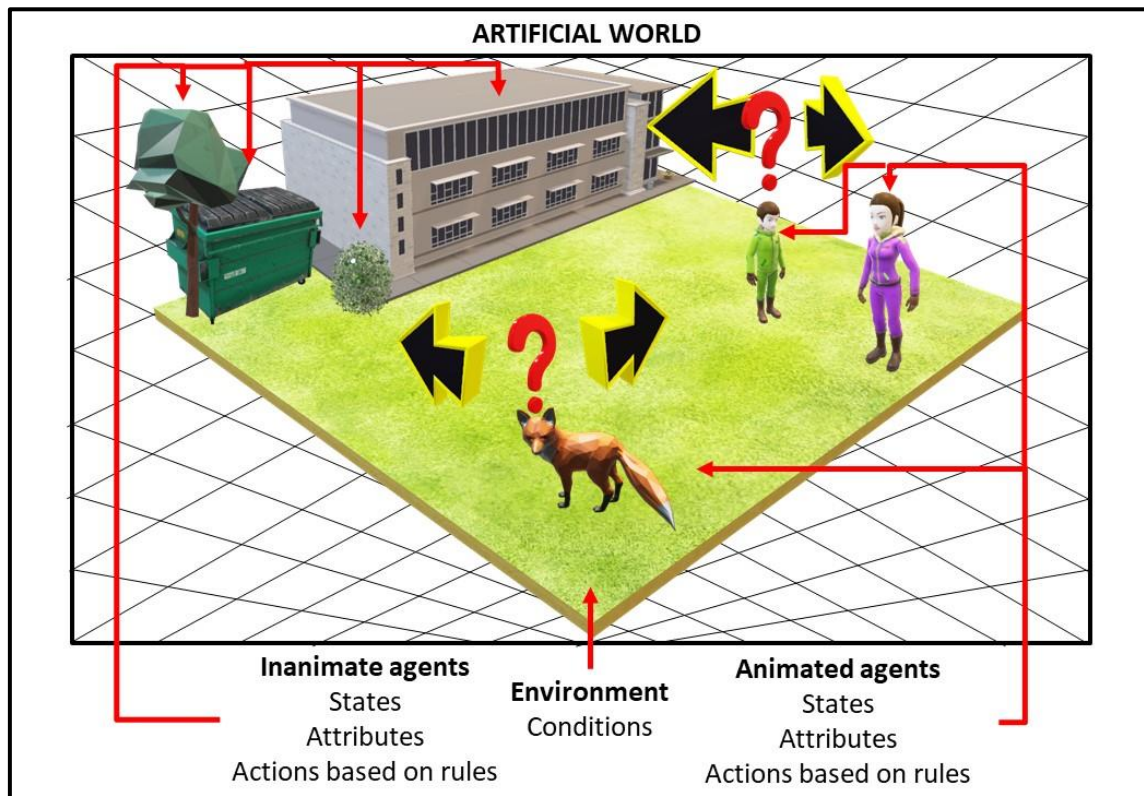 ARTIFICIAL WORLD
?
?
Inanimate agents
States
Attributes
Actions based on rules
Environment
Conditions
Animated agents
States
Attributes
Actions based on rules